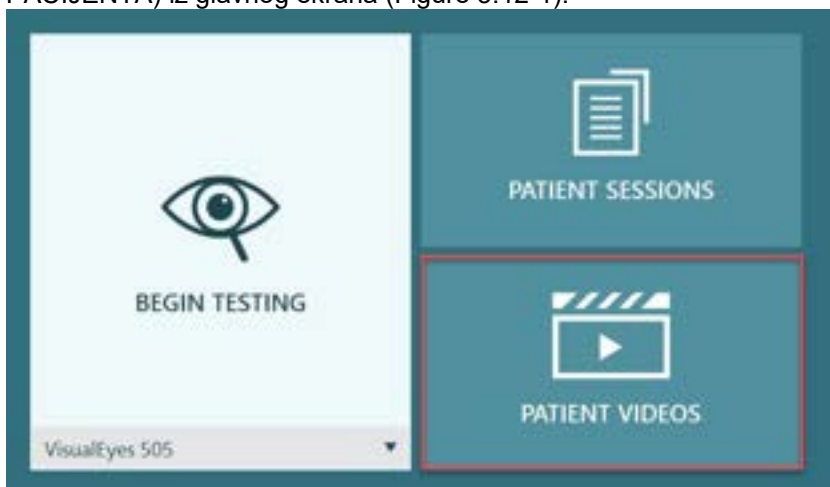 PATIENT SESSIONS
BEGIN TESTING
PATIENT VIDEOS
VisualEyes 505